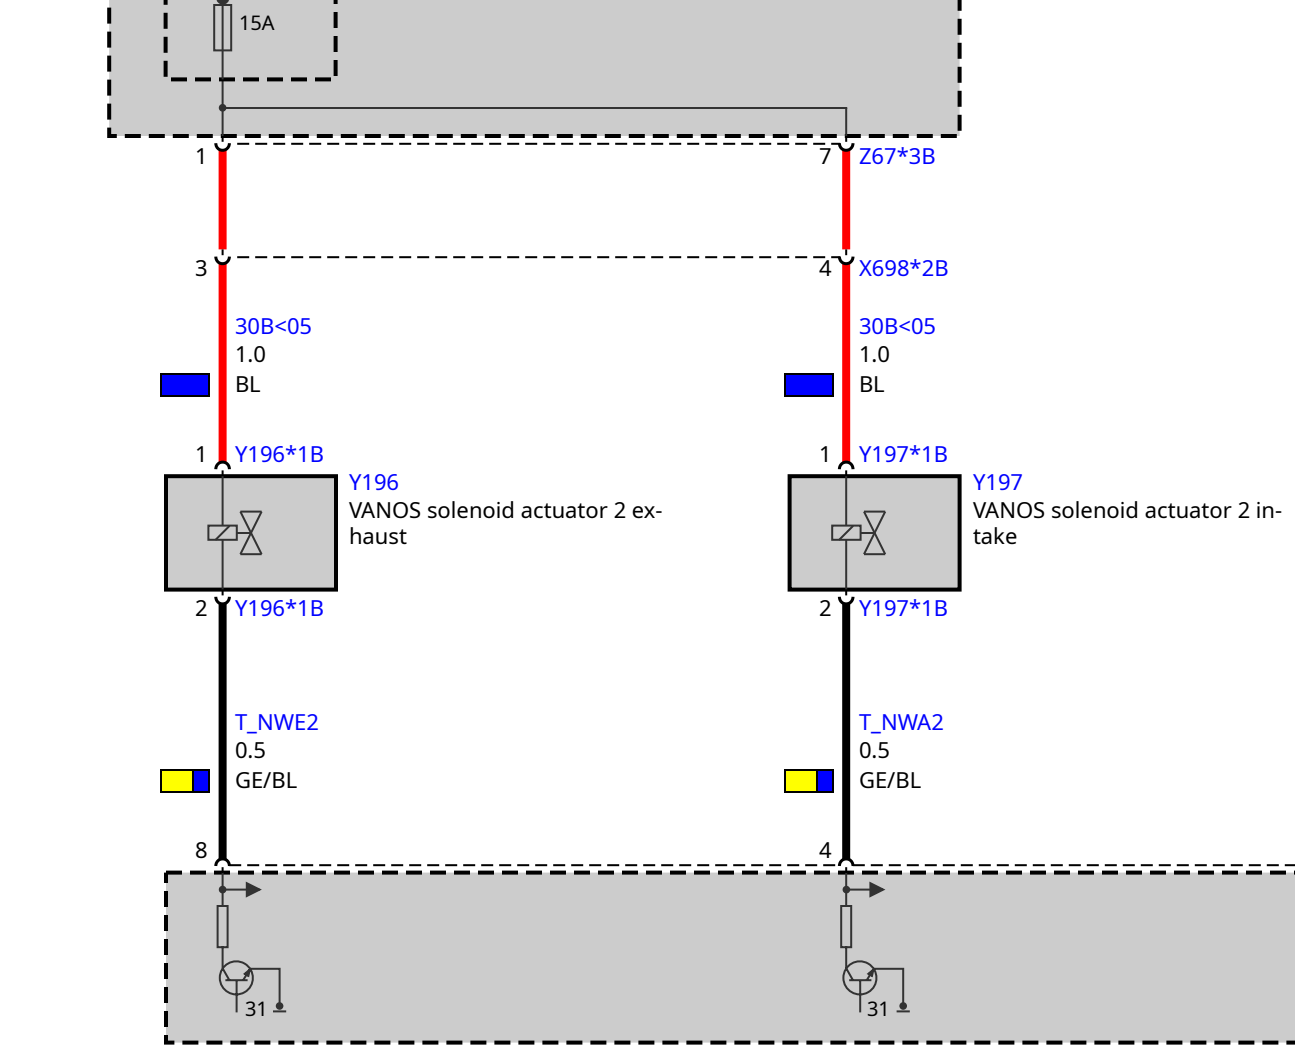 15A
1
7 Z67*3B
3
4 X698*2B
30B<05
30B<05
1.0
1.0
BL
BL
1 Y196*1B
1 Y197*1B
Y196
VANOS solenoid actuator 2 ex-
haust
Y197
VANOS solenoid actuator 2 in-
take
2 Y196*1B
2 Y197*1B
T_NWE2
T_NWA2
0.5
0.5
GE/BL
GE/BL
8
4
31
31